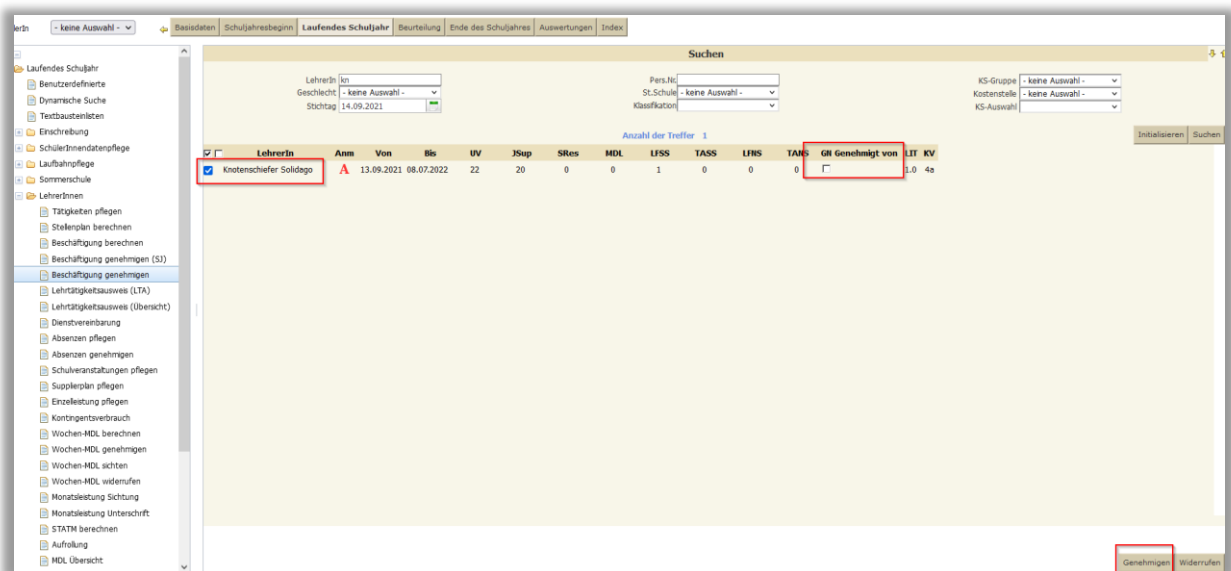 lerIn - keine Auswahl - Basisdaten Schuljahresbeginn Laufendes Schuljahr Beurteilung Ende des Schuljahres Auswertungen Index
Laufendes Schuljahr
Benutzerdefinierte
Dynamische Suche
Textbausteinlisten
Einschreibung
SchülerInnendatenpflege
Laufbahnpflege
Sommerschule
LehrerInnen
Tätigkeiten pflegen
Stellenplan berechnen
Beschäftigung berechnen
Beschäftigung genehmigen (SJ)
Beschäftigung genehmigen
Lehrtätigkeitsausweis (LTA)
Lehrtätigkeitsausweis (Übersicht)
Dienstvereinbarung
Absenzen pflegen
Absenzen genehmigen
Schulveranstaltungen pflegen
Supplierplan pflegen
Einzelleistung pflegen
Kontingentsverbrauch
Wochen-MDL berechnen
Wochen-MDL genehmigen
Wochen-MDL sichten
Wochen-MDL widerrufen
Monatsleistung Sichtung
Monatsleistung Unterschrift
STATM berechnen
Aufrollung
MDL Übersicht
Suchen
LehrerIn kn Pers.Nr. KS-Gruppe - keine Auswahl -
Geschlecht - keine Auswahl - St.Schule - keine Auswahl - Kostenstelle - keine Auswahl -
Stichtag 14.09.2021 Klassifikation KS-Auswahl
Anzahl der Treffer 1 Initialisieren Suchen
LehrerIn Anm Von Bis UV JSup SRes MDL LFSS TASS LFNS TANS GN Genehmigt von LIT KV
Knotenschiefer Solidago A 13.09.2021 08.07.2022 22 20 0 0 1 0 0 0 1.0 4a
Genehmigen Widerrufen